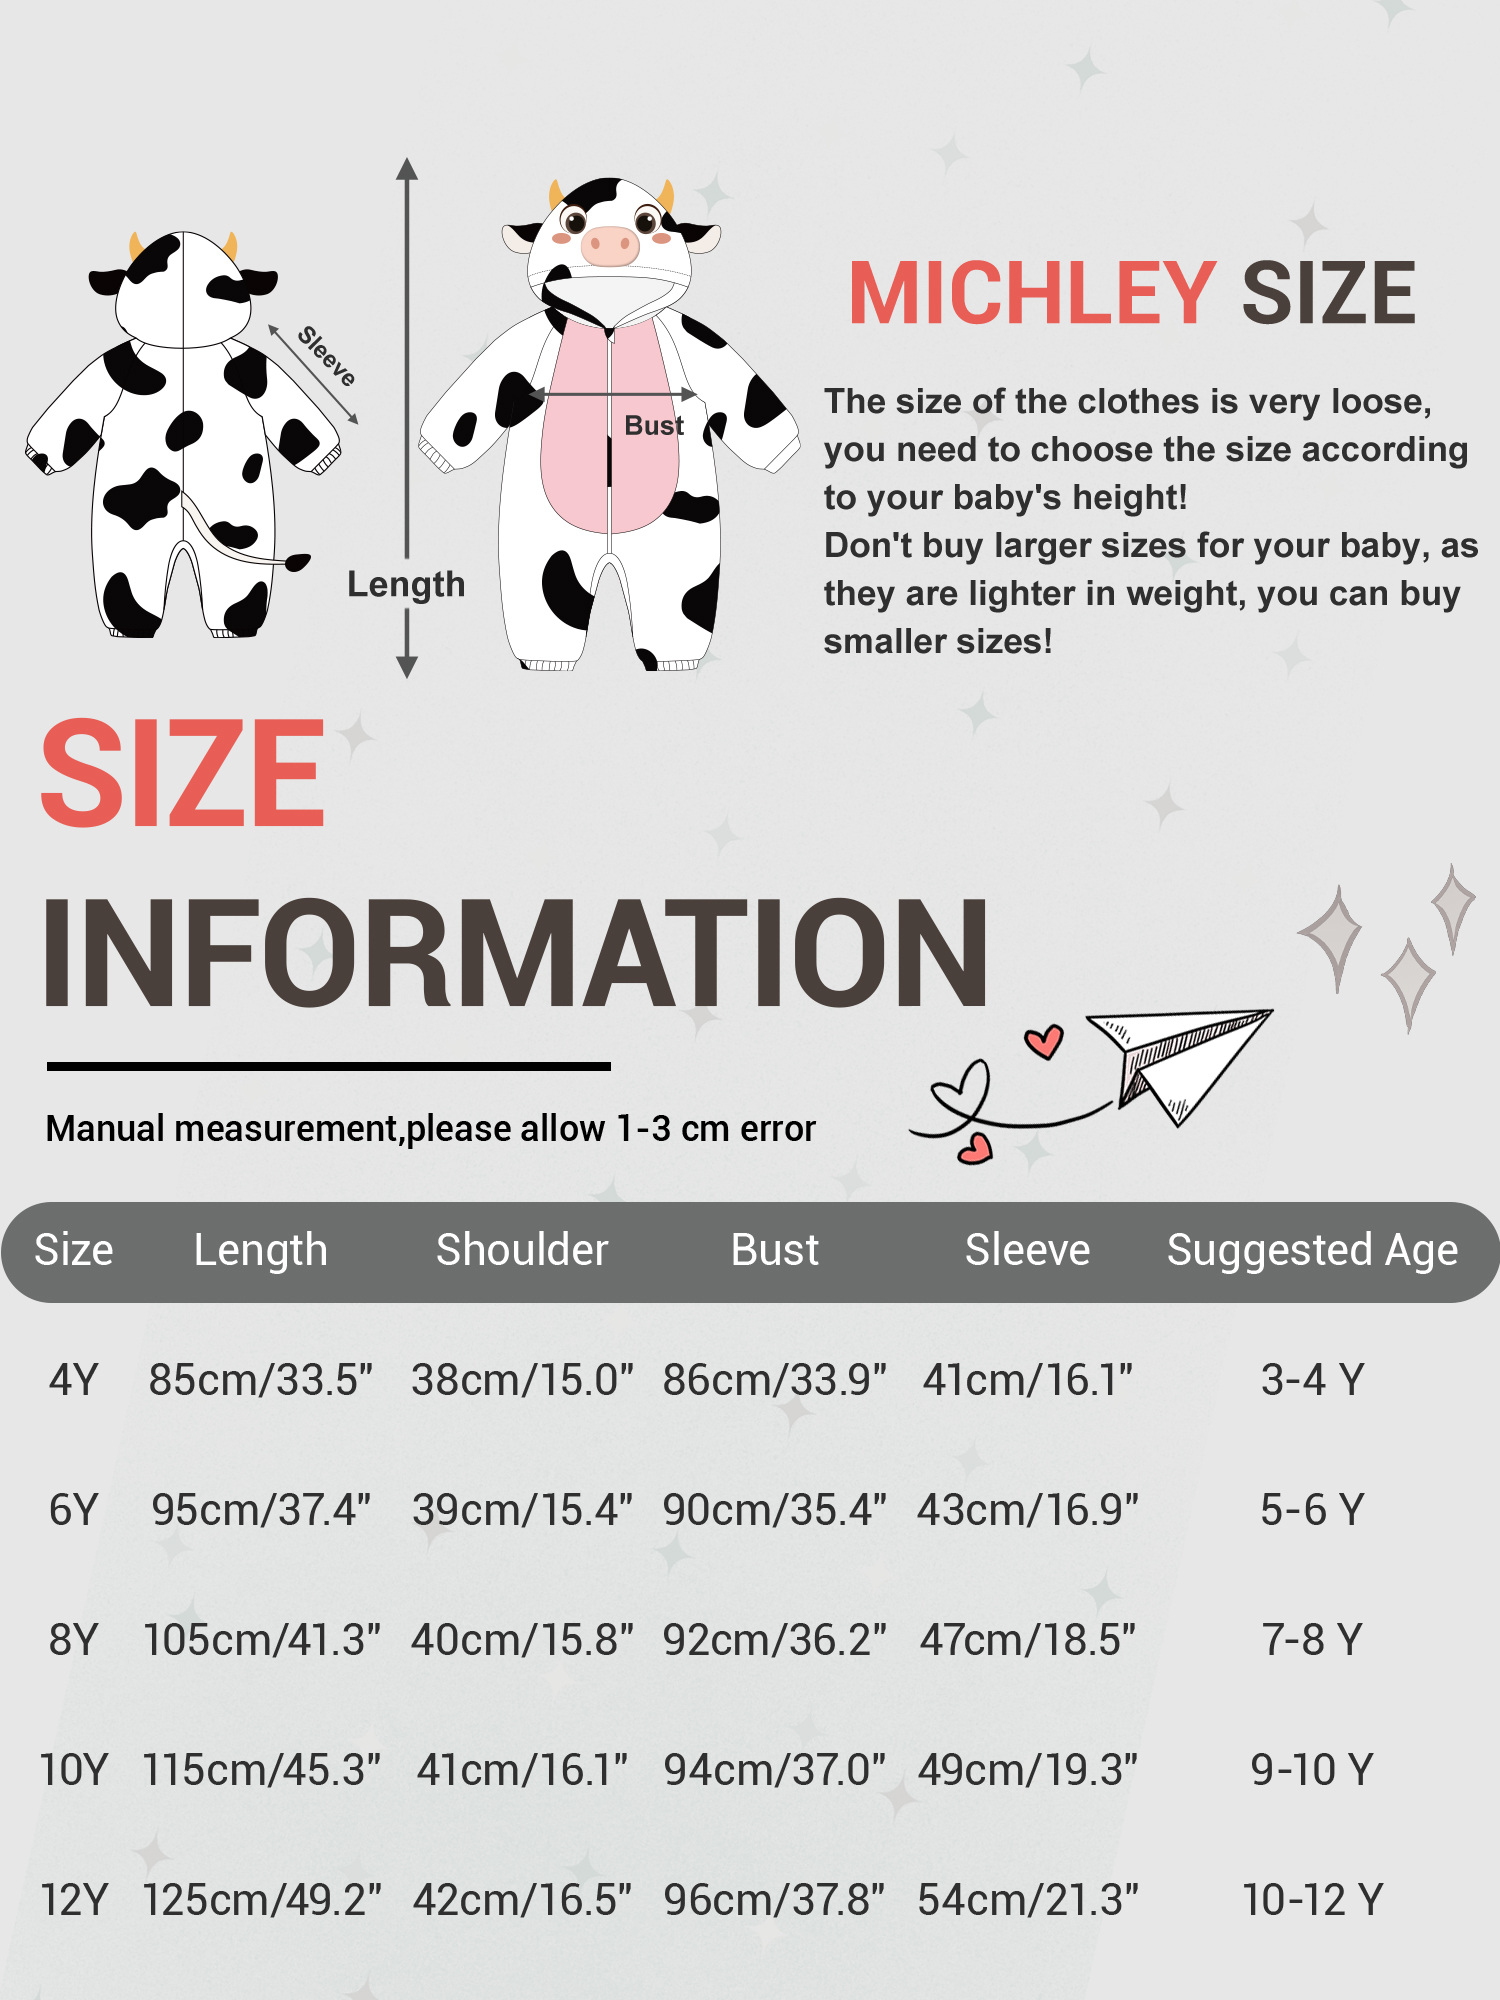 Sleeve
Bust
Length
MICHLEY SIZE
The size of the clothes is very loose,
you need to choose the size according
to your baby's height!
Don't buy larger sizes for your baby, as
they are lighter in weight, you can buy
smaller sizes!
SIZE
INFORMATION
Manual measurement,please allow 1-3 cm error
Size Length Shoulder Bust Sleeve Suggested Age
4Y 85cm/33.5" 38cm/15.0" 86cm/33.9" 41cm/16.1" 3-4 Y
6Y 95cm/37.4" 39cm/15.4" 90cm/35.4" 43cm/16.9" 5-6 Y
8Y 105cm/41.3" 40cm/15.8" 92cm/36.2" 47cm/18.5" 7-8 Y
10Y 115cm/45.3" 41cm/16.1" 94cm/37.0" 49cm/19.3" 9-10 Y
12Y 125cm/49.2" 42cm/16.5" 96cm/37.8" 54cm/21.3" 10-12 Y